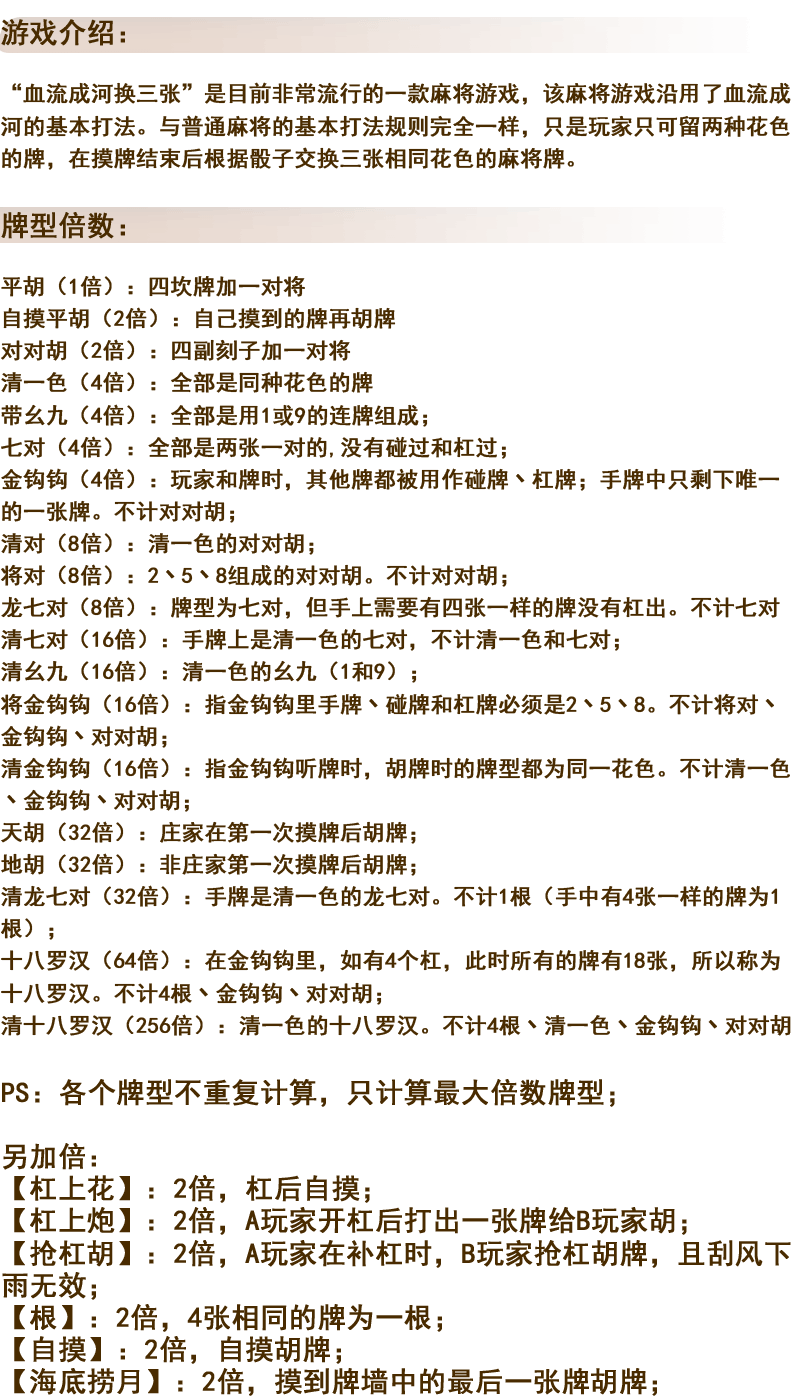 游戏介绍：
“血流成河换三张”是目前非常流行的一款麻将游戏，该麻将游戏沿用了血流成
河的基本打法。与普通麻将的基本打法规则完全一样，只是玩家只可留两种花色
的牌，在摸牌结束后根据骰子交换三张相同花色的麻将牌。
牌型倍数：
平胡（1倍）：四坎牌加一对将
自摸平胡（2倍）：自己摸到的牌再胡牌
对对胡（2倍）：四副刻子加一对将
清一色（4倍）：全部是同种花色的牌
带幺九（4倍）：全部是用1或9的连牌组成；
七对（4倍）：全部是两张一对的,没有碰过和杠过；
金钩钩（4倍）：玩家和牌时，其他牌都被用作碰牌丶杠牌；手牌中只剩下唯一
的一张牌。不计对对胡；
清对（8倍）：清一色的对对胡；
将对（8倍）：2丶5丶8组成的对对胡。不计对对胡；
龙七对（8倍）：牌型为七对，但手上需要有四张一样的牌没有杠出。不计七对
清七对（16倍）：手牌上是清一色的七对，不计清一色和七对；
清幺九（16倍）：清一色的幺九（1和9）；
将金钩钩（16倍）：指金钩钩里手牌丶碰牌和杠牌必须是2丶5丶8。不计将对丶
金钩钩丶对对胡；
清金钩钩（16倍）：指金钩钩听牌时，胡牌时的牌型都为同一花色。不计清一色
丶金钩钩丶对对胡；
天胡（32倍）：庄家在第一次摸牌后胡牌；
地胡（32倍）：非庄家第一次摸牌后胡牌；
清龙七对（32倍）：手牌是清一色的龙七对。不计1根（手中有4张一样的牌为1
根）；
十八罗汉（64倍）：在金钩钩里，如有4个杠，此时所有的牌有18张，所以称为
十八罗汉。不计4根丶金钩钩丶对对胡；
清十八罗汉（256倍）：清一色的十八罗汉。不计4根丶清一色丶金钩钩丶对对胡
PS：各个牌型不重复计算，只计算最大倍数牌型；
另加倍：
【杠上花】：2倍，杠后自摸；
【杠上炮】：2倍，A玩家开杠后打出一张牌给B玩家胡；
【抢杠胡】：2倍，A玩家在补杠时，B玩家抢杠胡牌，且刮风下
雨无效；
【根】：2倍，4张相同的牌为一根；
【自摸】：2倍，自摸胡牌；
【海底捞月】：2倍，摸到牌墙中的最后一张牌胡牌；